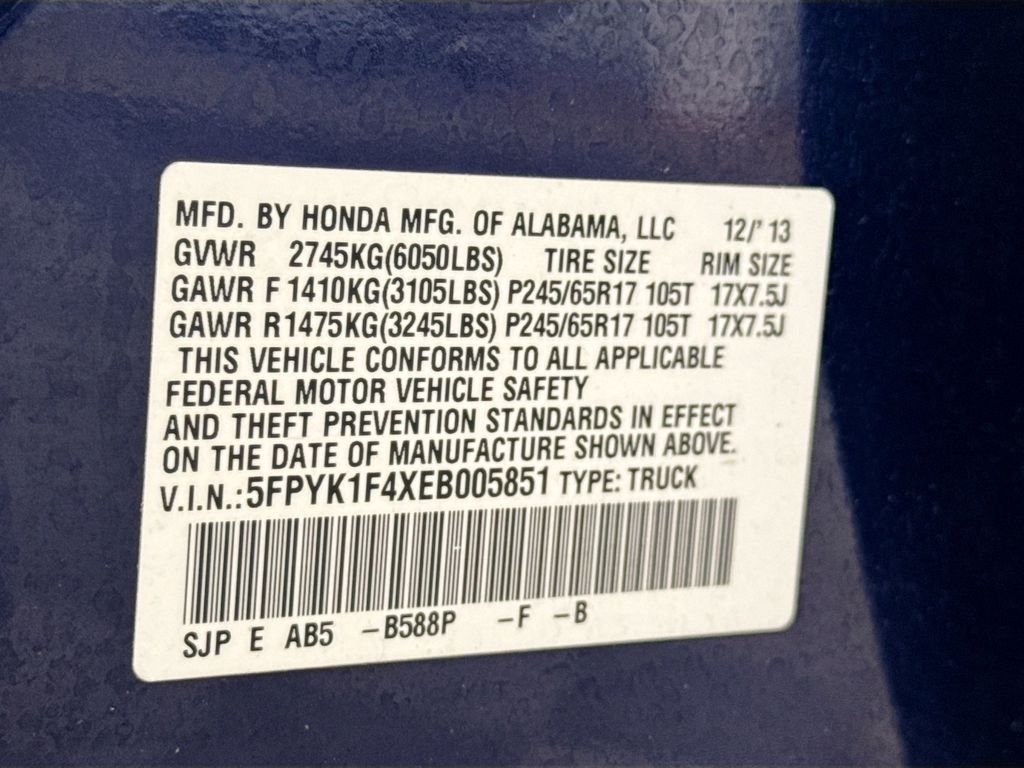 MFD. BY HONDA MFG. OF ALABAMA, LLC 12/' 13
GVWR 2745KG(6050LBS) TIRE SIZE RIM SIZE
GAWR F 1410KG(3105LBS) P245/65R17 105T 17X7.5J
GAWR R1475KG(3245LBS) P245/65R17 105T 17X7.5J
THIS VEHICLE CONFORMS TO ALL APPLICABLE
FEDERAL MOTOR VEHICLE SAFETY
AND THEFT PREVENTION STANDARDS IN EFFECT
ON THE DATE OF MANUFACTURE SHOWN ABOVE.
V.I.N.:5FPYK1F4XEB005851 TYPE: TRUCK
SJP E AB5 -B588P -F -B